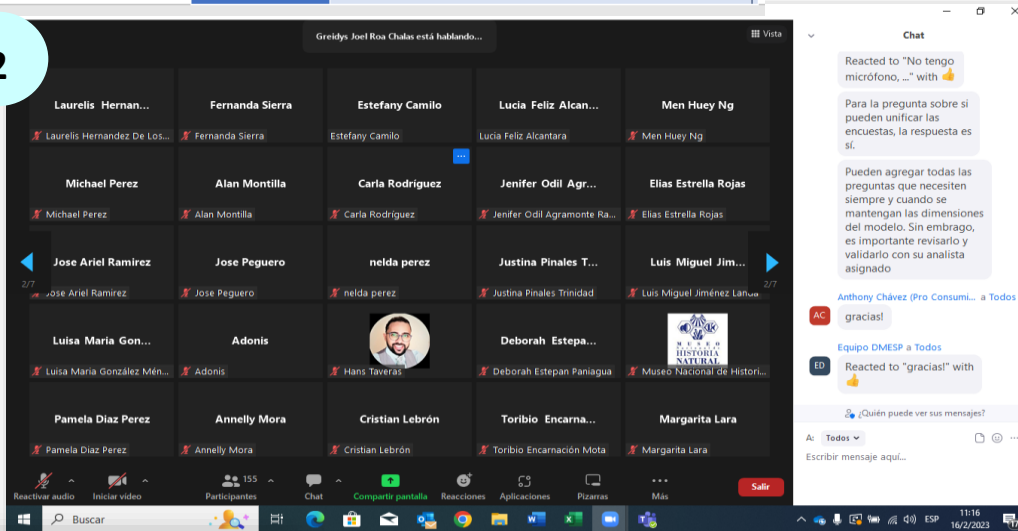 2
Greidys Joel Roa Chalas está hablando...
Vista
Laurelis Hernan...
Fernanda Sierra
Estefany Camilo
Lucia Feliz Alcan...
Men Huey Ng
Laurelis Hernandez De Los...
Fernanda Sierra
Estefany Camilo
Lucia Feliz Alcantara
Men Huey Ng
Michael Perez
Alan Montilla
Carla Rodríguez
Jenifer Odil Agr...
Elias Estrella Rojas
Michael Perez
Alan Montilla
Carla Rodríguez
Jenifer Odil Agramonte Ra...
Elias Estrella Rojas
Jose Ariel Ramirez
Jose Peguero
nelda perez
Justina Pinales T...
Luis Miguel Jim...
2/7
2/7
Jose Ariel Ramirez
Jose Peguero
nelda perez
Justina Pinales Trinidad
Luis Miguel Jiménez Landa
Luisa Maria Gon...
Adonis
Deborah Estepa...
MUSEO
HISTORIA
NATURAL
Luisa Maria González Mén...
Adonis
Hans Taveras
Deborah Estepan Paniagua
Museo Nacional de Histori...
Pamela Diaz Perez
Annelly Mora
Cristian Lebrón
Toribio Encarna...
Margarita Lara
Pamela Diaz Perez
Annelly Mora
Cristian Lebrón
Toribio Encarnación Mota
Margarita Lara
155
Reactivar audio
Iniciar video
Participantes
Chat
Compartir pantalla
Reacciones
Aplicaciones
Pizarras
Más
Salir
Chat
Reacted to "No tengo
micrófono, ..." with 👍
Para la pregunta sobre si
pueden unificar las
encuestas, la respuesta es
sí.
Pueden agregar todas las
preguntas que necesiten
siempre y cuando se
mantengan las dimensiones
del modelo. Sin embrago,
es importante revisarlo y
validarlo con su analista
asignado
Anthony Chávez (Pro Consumi... a Todos
AC
gracias!
Equipo DMESP a Todos
ED
Reacted to "gracias!" with
👍
¿Quién puede ver sus mensajes?
A: Todos
Escribir mensaje aquí...
Buscar
ESP
11:16
16/2/2023